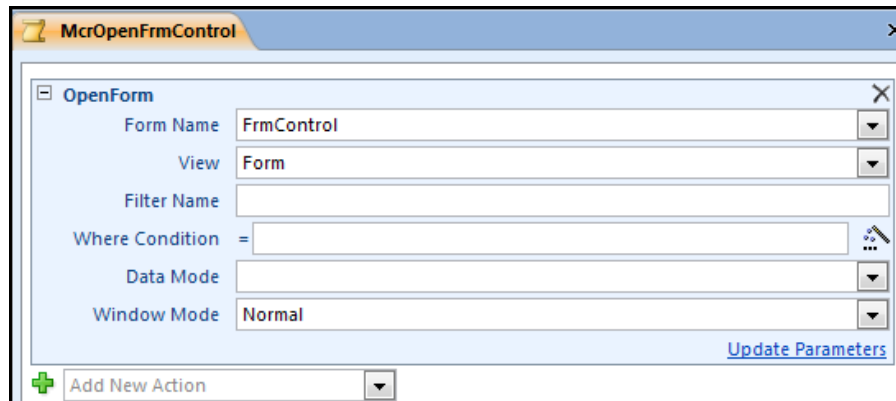 McrOpenFrmControl
OpenForm
Form Name FrmControl
View Form
Filter Name
Where Condition =
Data Mode
Window Mode Normal
Update Parameters
Add New Action